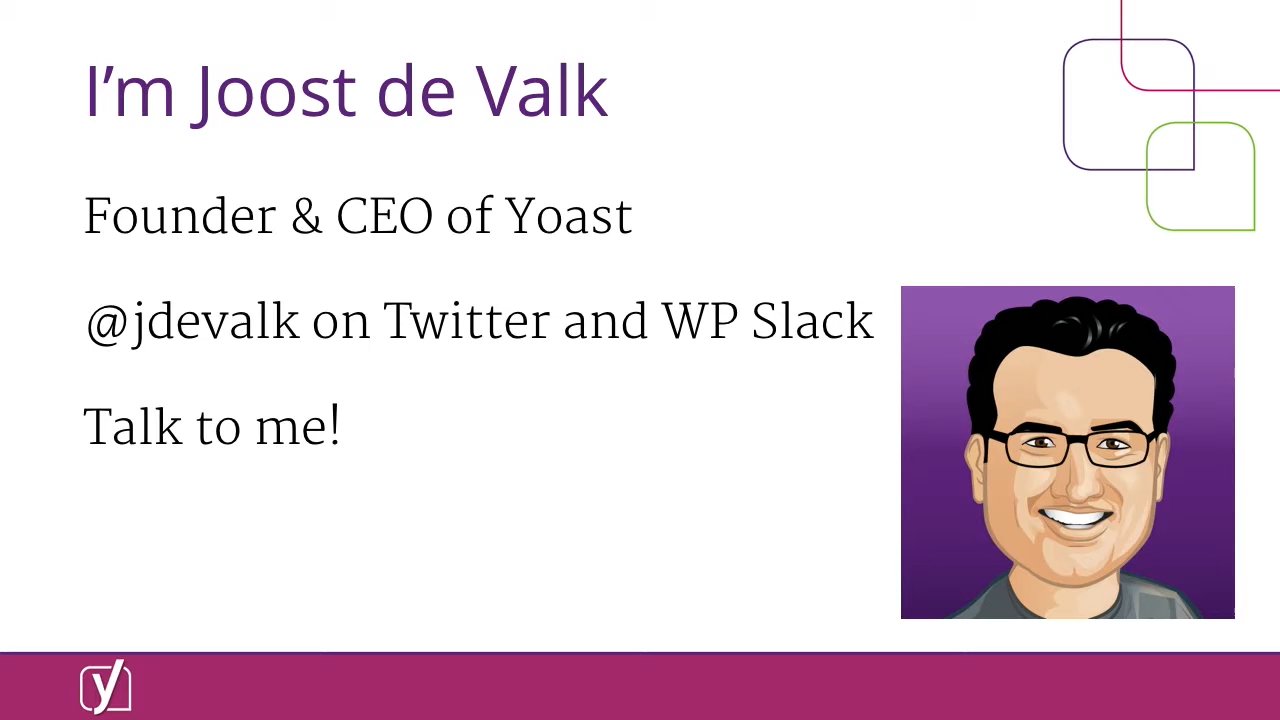 I’m Joost de Valk
Founder & CEO of Yoast
@jdevalk on Twitter and WP Slack
Talk to me!
y